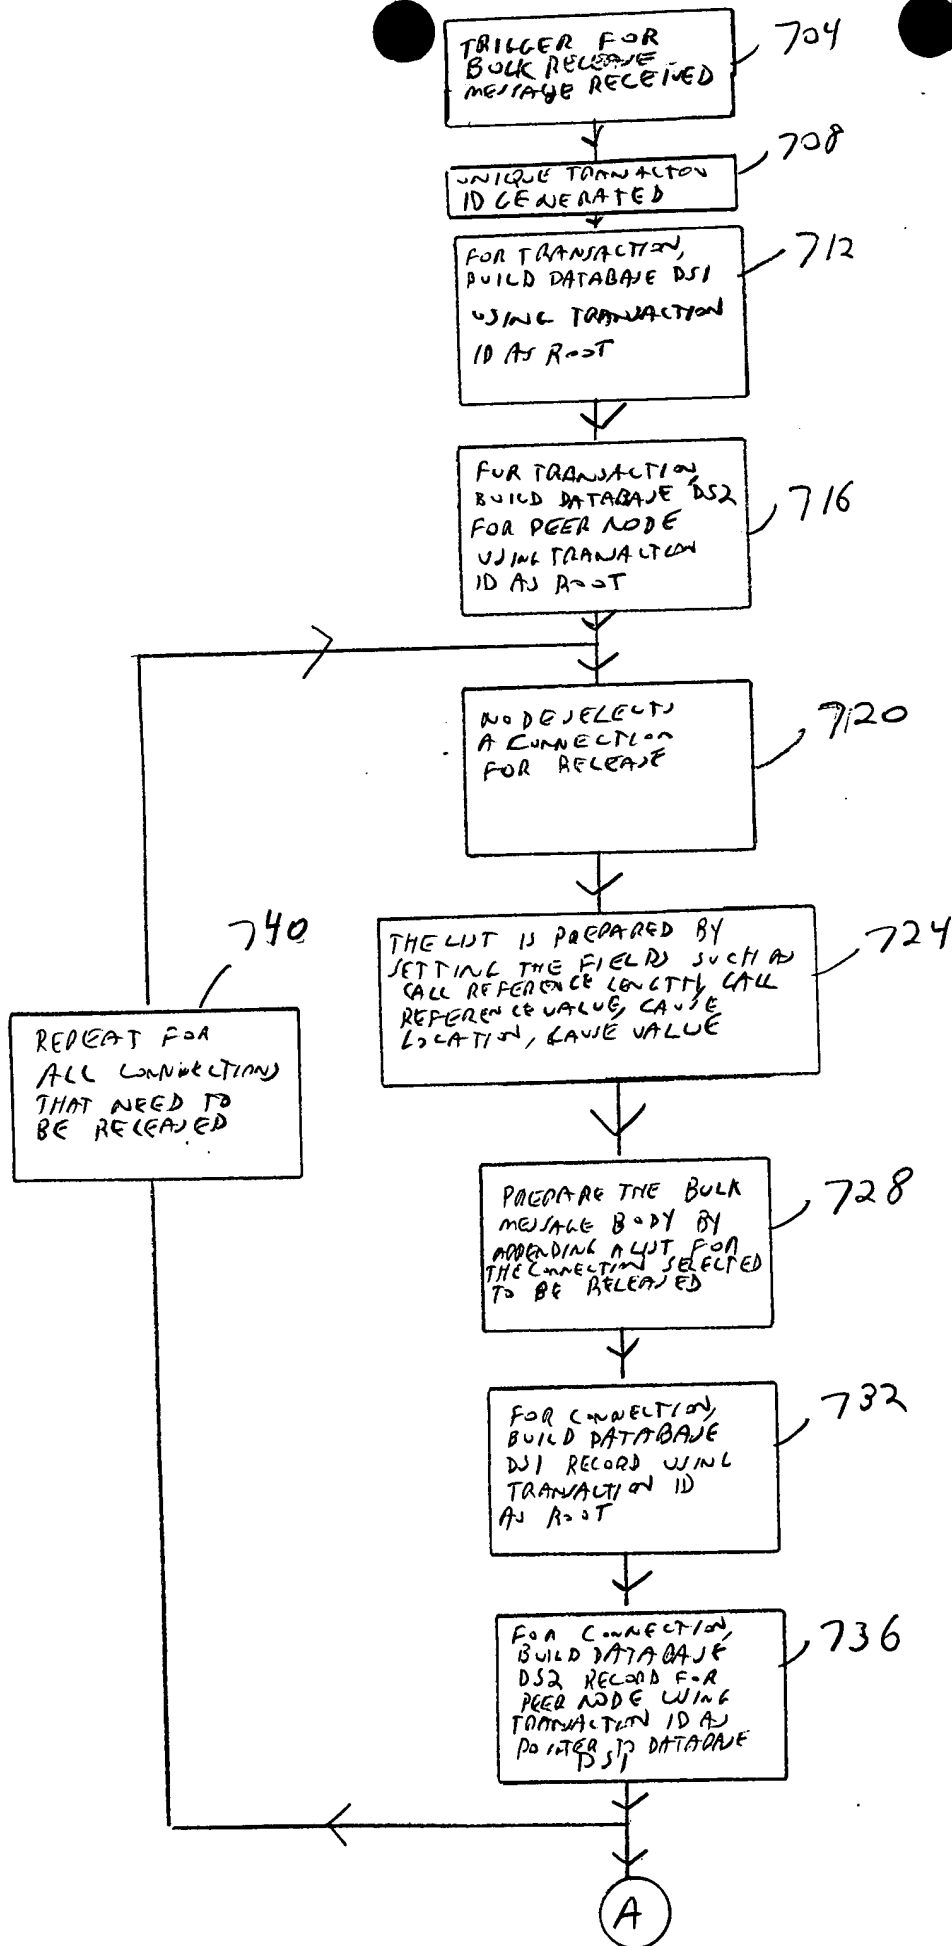 TRIGGER FOR
BULK RELEASE
MESSAGE RECEIVED
704
UNIQUE TRANACTION
ID GENERATED
708
FOR TRANSACTION,
BUILD DATABASE DS1
USING TRANSACTION
ID AS ROOT
712
FOR TRANSACTION,
BUILD DATABASE DS2
FOR PEER NODE
USING TRANSACTION
ID AS ROOT
716
NODE SELECTS
A CONNECTION
FOR RELEASE
720
THE LIST IS PREPARED BY
SETTING THE FIELDS SUCH AS
CALL REFERENCE LENGTH, CALL
REFERENCE VALUE, CAUSE
LOCATION, CAUSE VALUE
724
740
REPEAT FOR
ALL CONNECTIONS
THAT NEED TO
BE RELEASED
PREPARE THE BULK
MESSAGE BODY BY
APPENDING A LIST FOR
THE CONNECTION SELECTED
TO BE RELEASED
728
FOR CONNECTION,
BUILD DATABASE
DS1 RECORD USING
TRANSACTION ID
AS ROOT
732
FOR CONNECTION,
BUILD DATABASE
DS2 RECORD FOR
PEER NODE USING
TRANSACTION ID AS
POINTER TO DATABASE
DS1
736
A